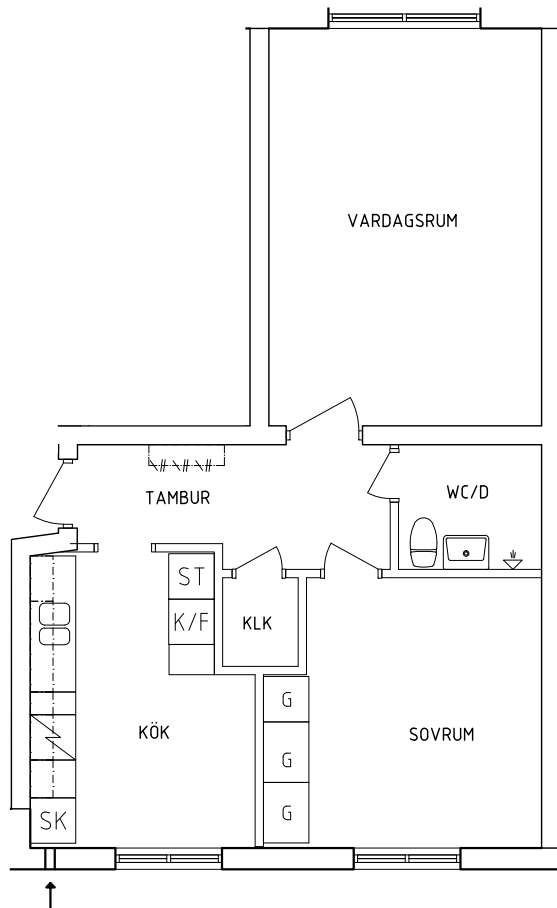 VARDAGSRUM
TAMBUR
WC/D
ST
K/F
KLK
G
KÖK
SOVRUM
G
G
SK